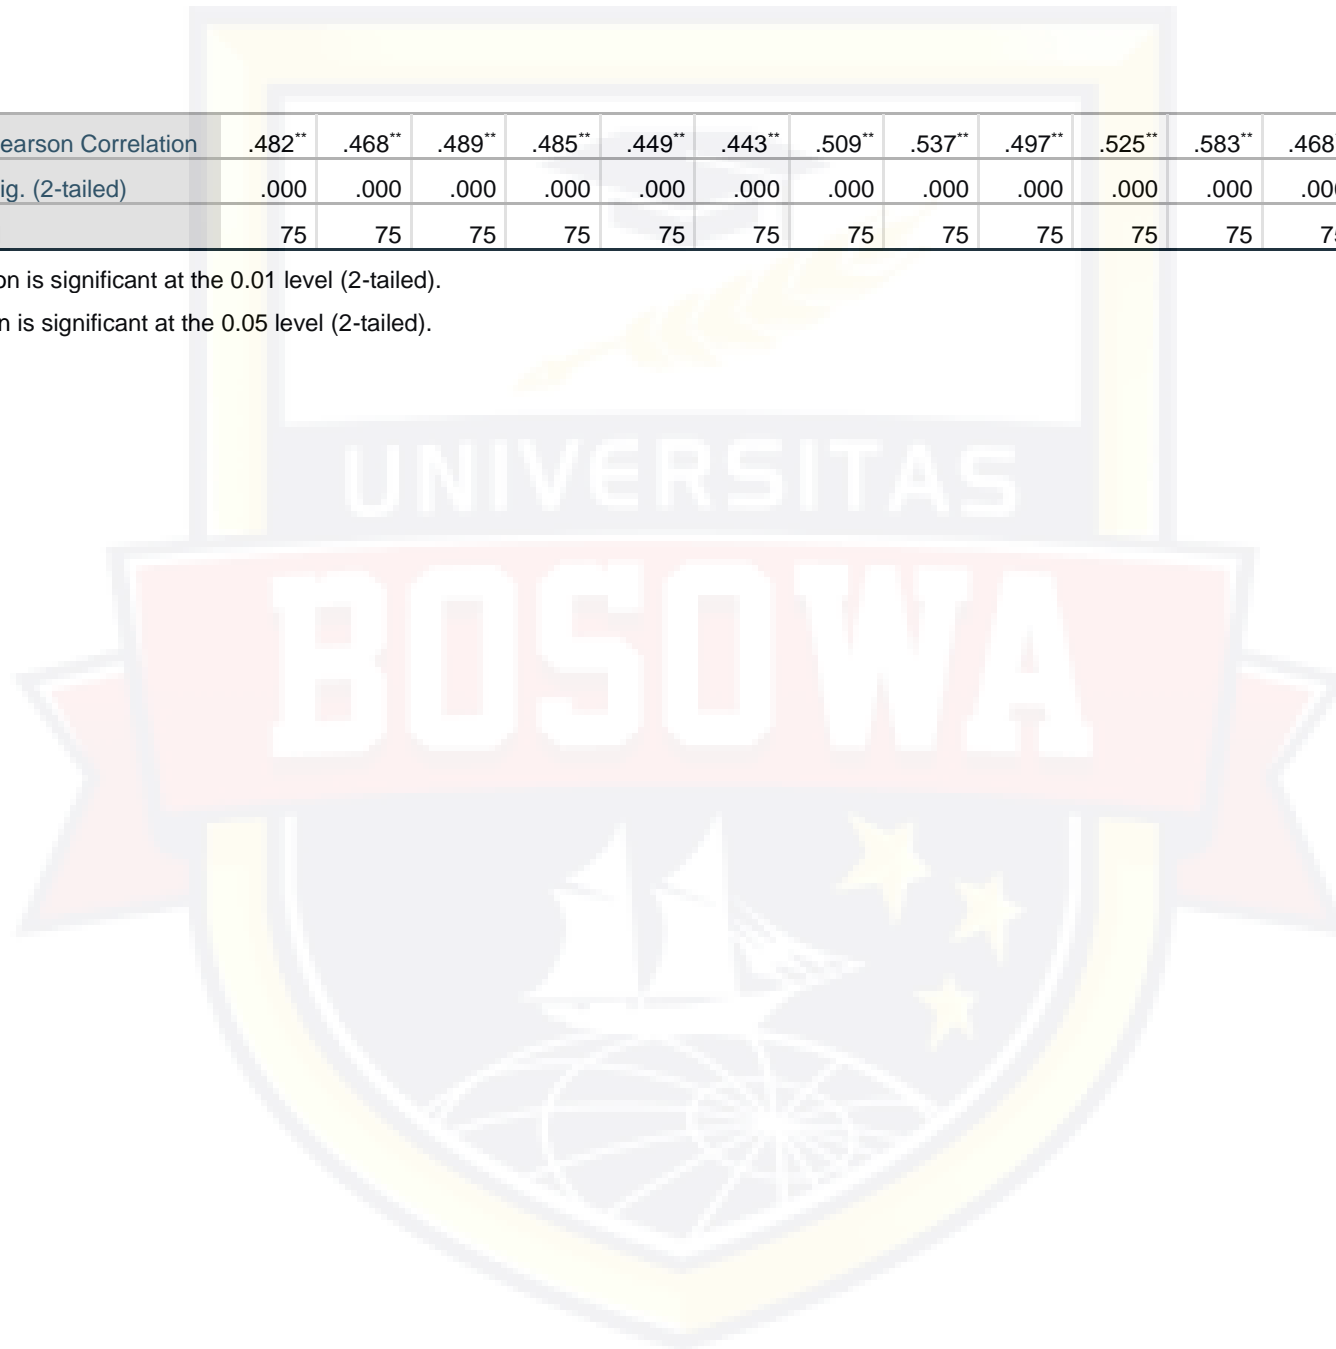 earson Correlation .482** .468** .489** .485** .449** .443** .509** .537** .497** .525** .583** .468
ig. (2-tailed) .000 .000 .000 .000 .000 .000 .000 .000 .000 .000 .000 .000
75 75 75 75 75 75 75 75 75 75 75 75
on is significant at the 0.01 level (2-tailed).
n is significant at the 0.05 level (2-tailed).
UNIVERSITAS
BOSOWA